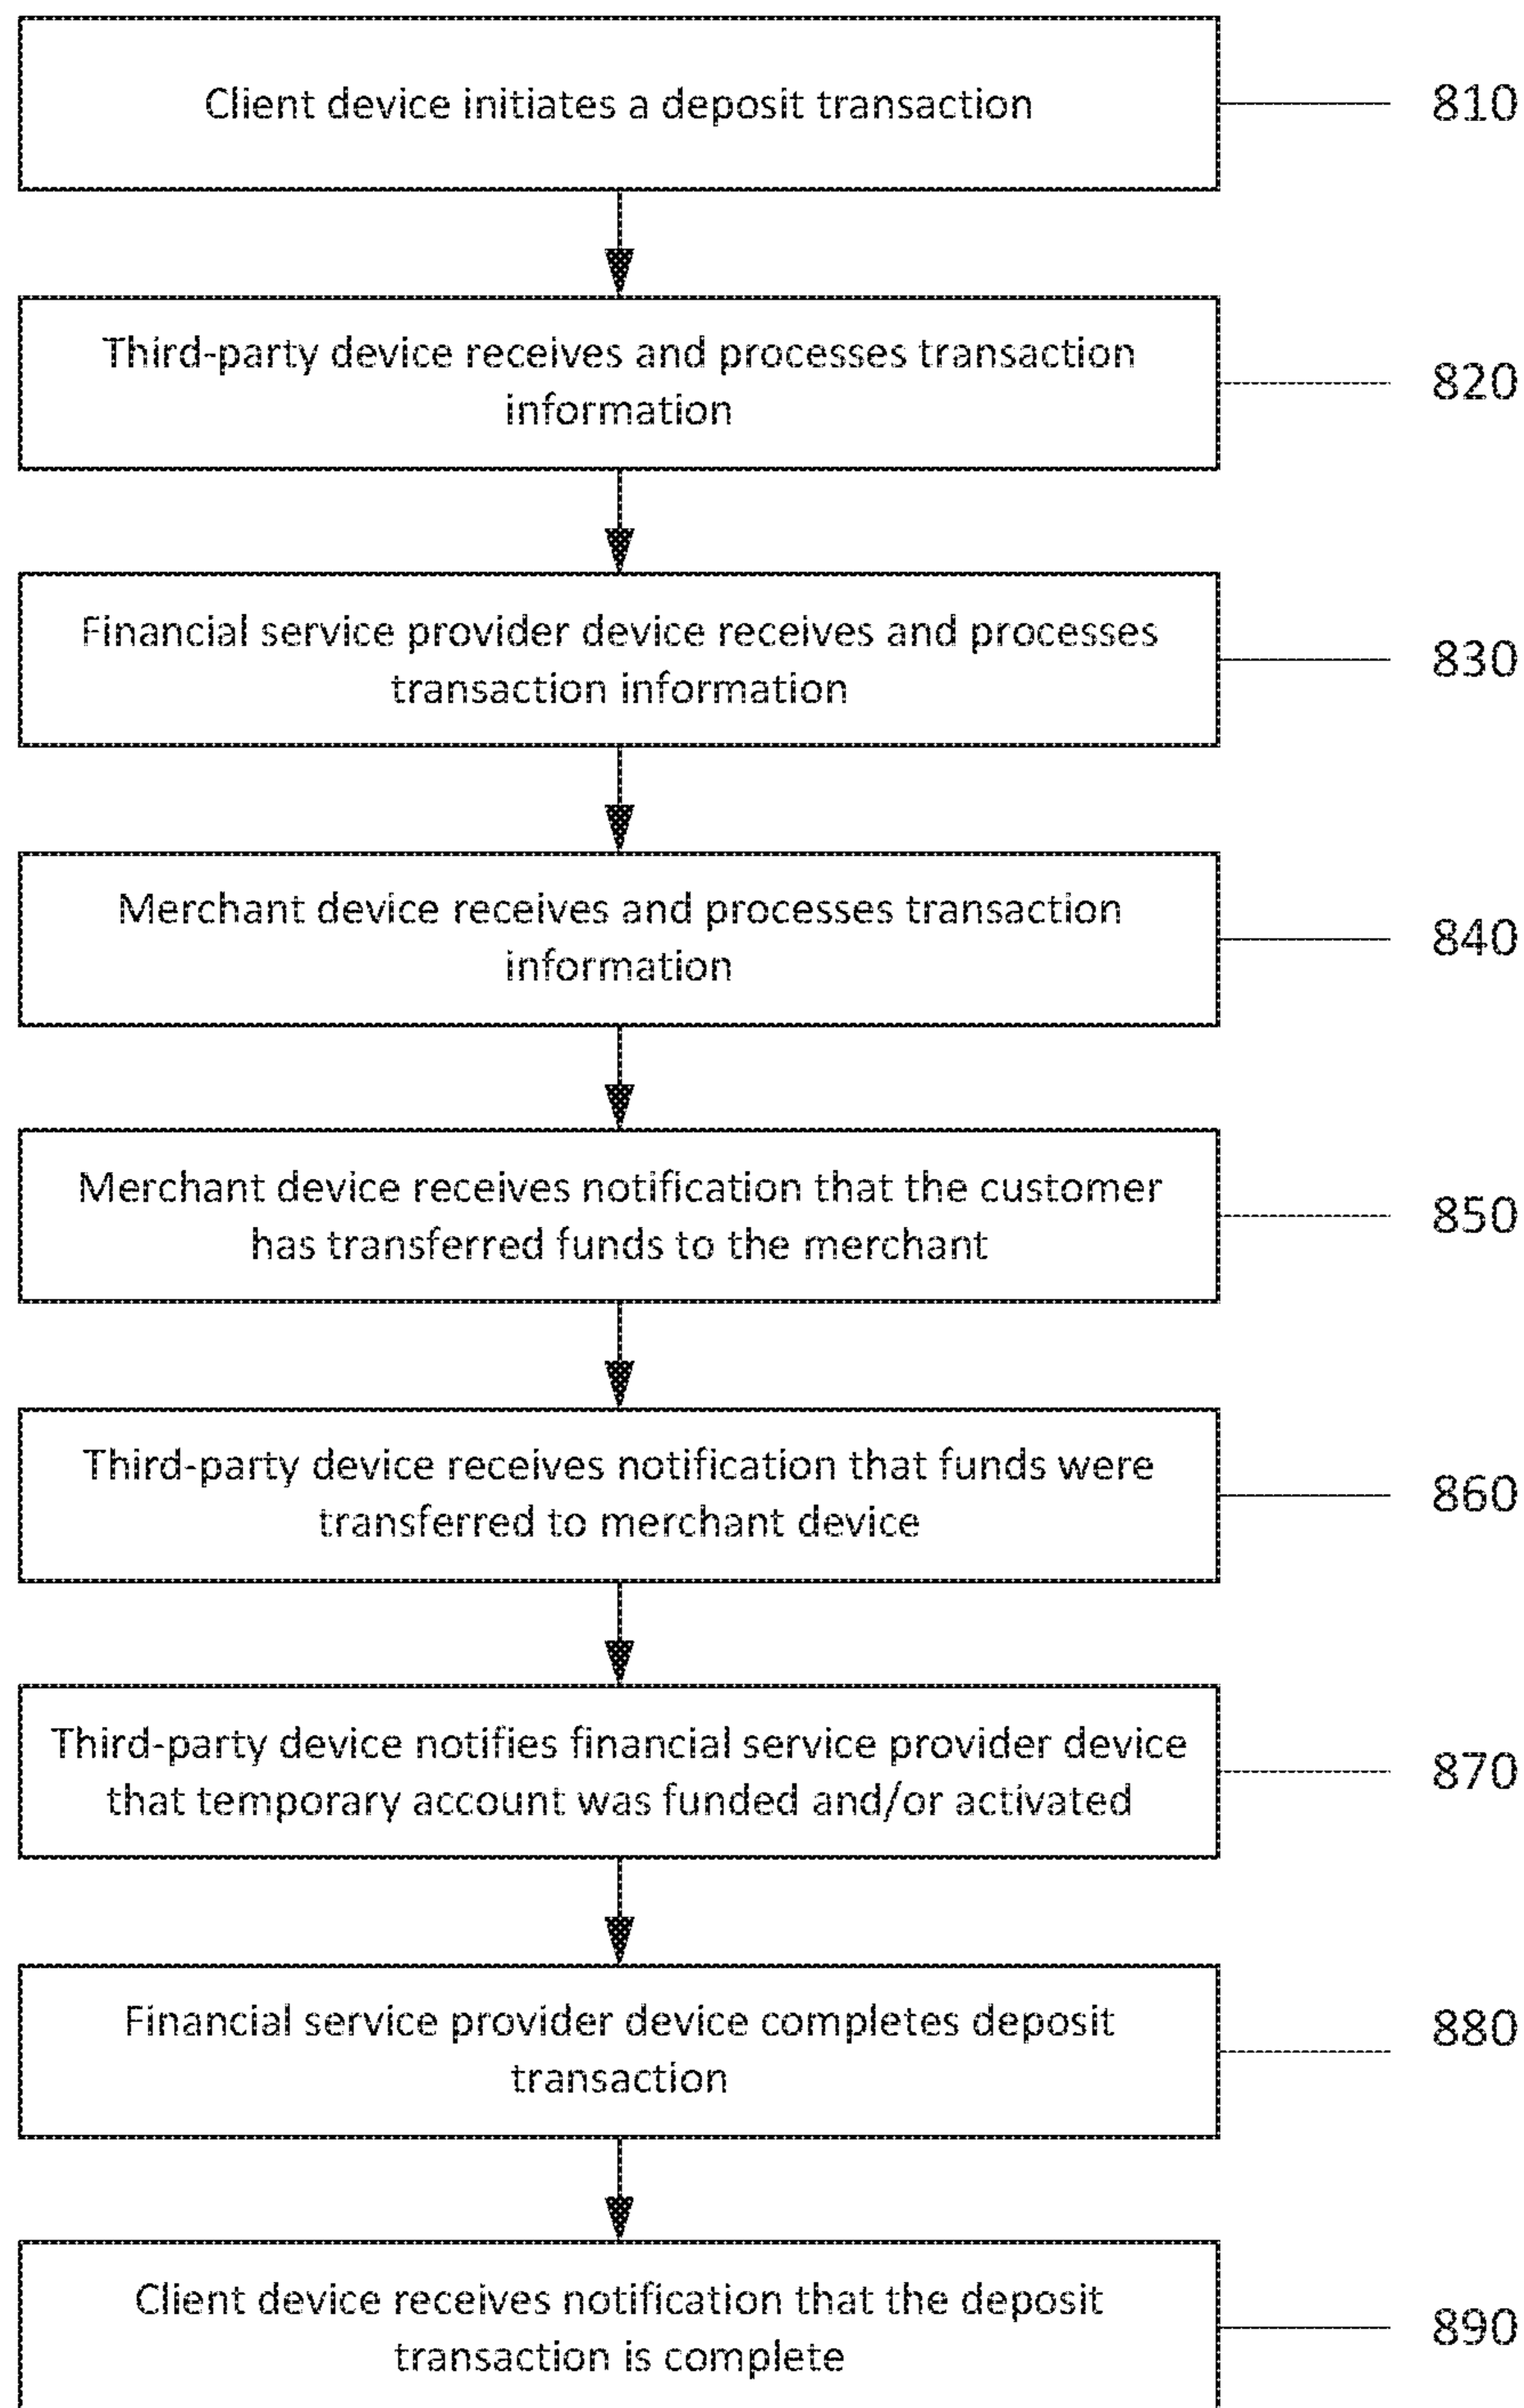 Client device initiates a deposit transaction
810
Third-party device receives and processes transaction
information
820
Financial service provider device receives and processes
transaction information
830
Merchant device receives and processes transaction
information
840
Merchant device receives notification that the customer
has transferred funds to the merchant
850
Third-party device receives notification that funds were
transferred to merchant device
860
Third-party device notifies financial service provider device
that temporary account was funded and/or activated
870
Financial service provider device completes deposit
transaction
880
Client device receives notification that the deposit
transaction is complete
890